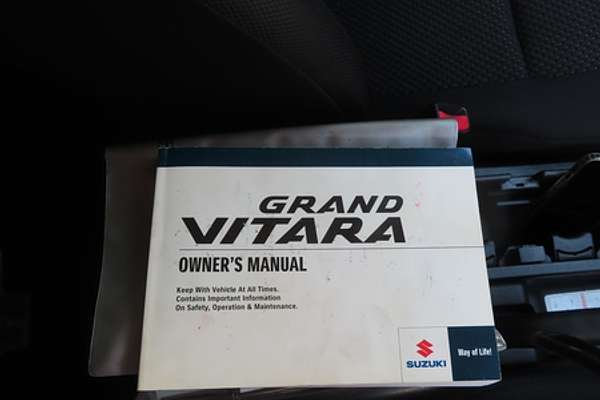 GRAND
VITARA
OWNER'S MANUAL
Keep With Vehicle At All Times.
Contains Important Information
On Safety, Operation & Maintenance.
SUZUKI
Way of Life!